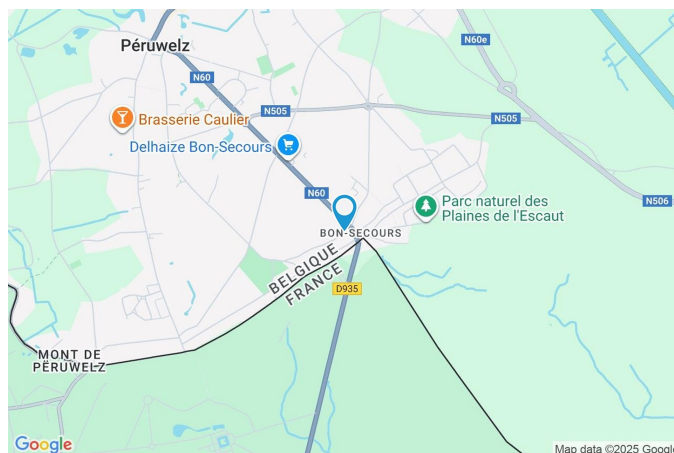 Péruwelz
N60e
N60
N505
Brasserie Caulier
Delhaize Bon-Secours
N505
N60
N506
Parc naturel des
Plaines de l'Escaut
BON-SECOURS
BELGIQUE
FRANCE
D935
MONT DE
PÉRUWELZ
Google
Map data ©2025 Google